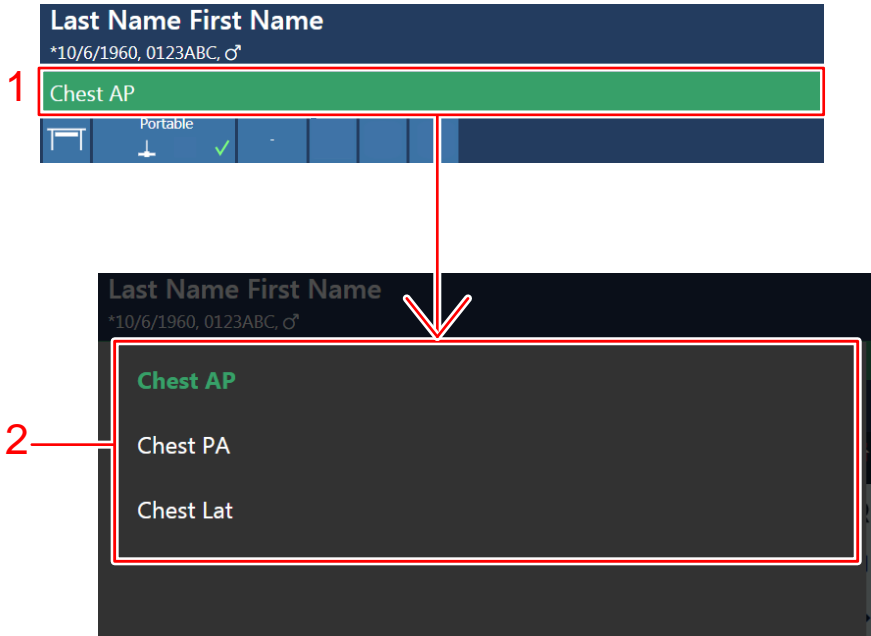 Last Name First Name
*10/6/1960, 0123ABC, ♂
1
Chest AP
Portable
-
Last Name First Name
*10/6/1960, 0123ABC, ♂
Chest AP
2
Chest PA
Chest Lat